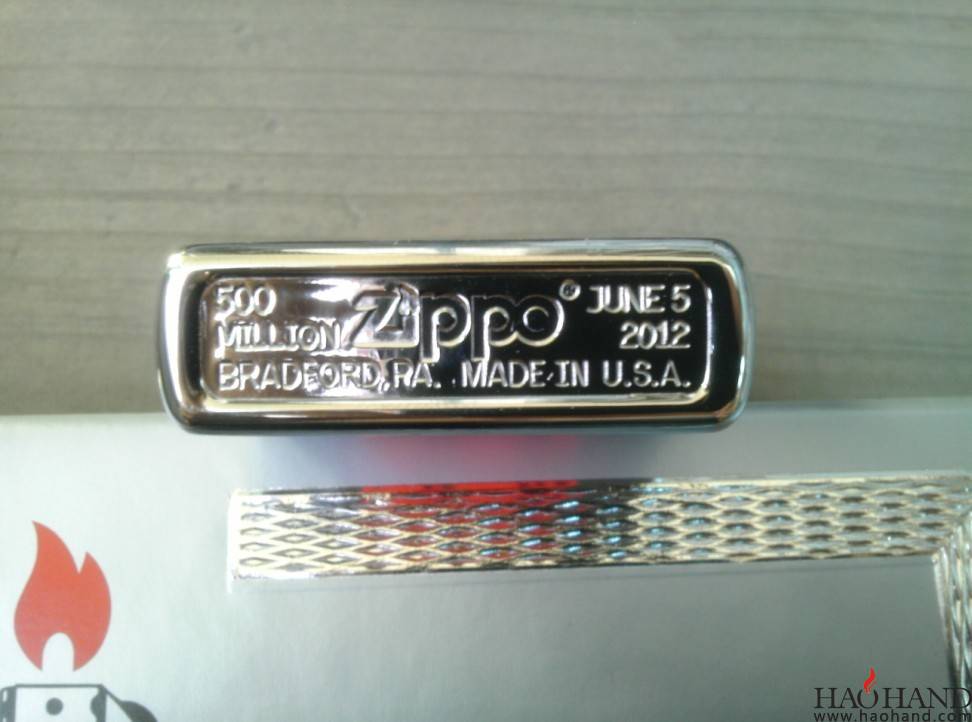 500 Zippo® JUNE 5
MILLION 2012
BRADFORD, PA. MADE IN U.S.A.
HAOHAND
www.haohand.com